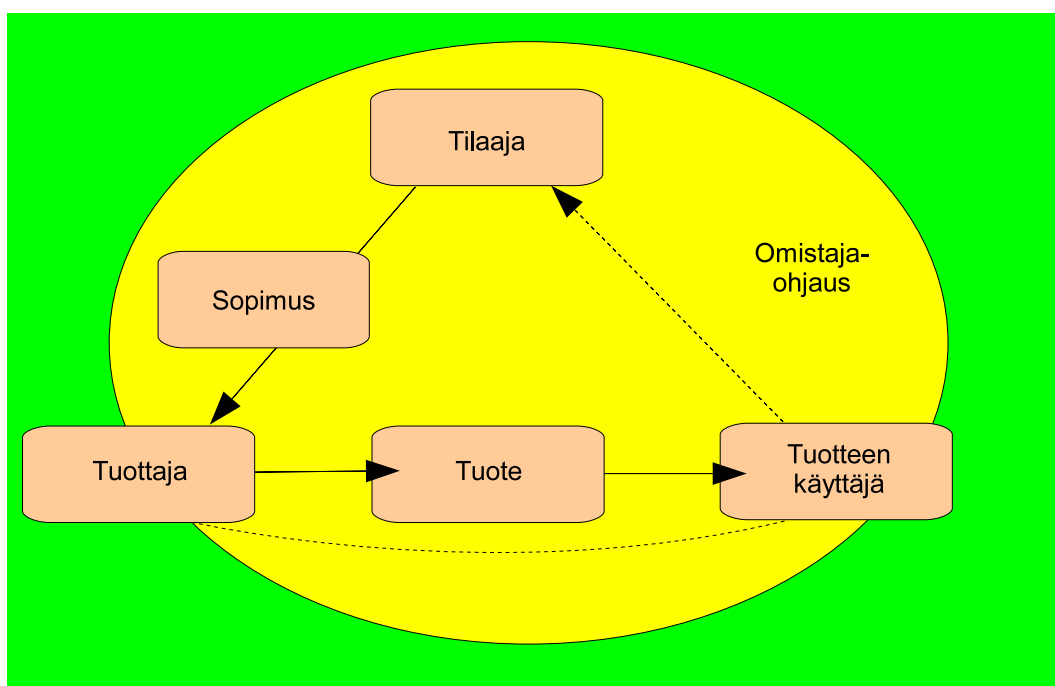 Tilaaja
Omistaja-
ohjaus
Sopimus
Tuottaja
Tuote
Tuotteen
käyttäjä